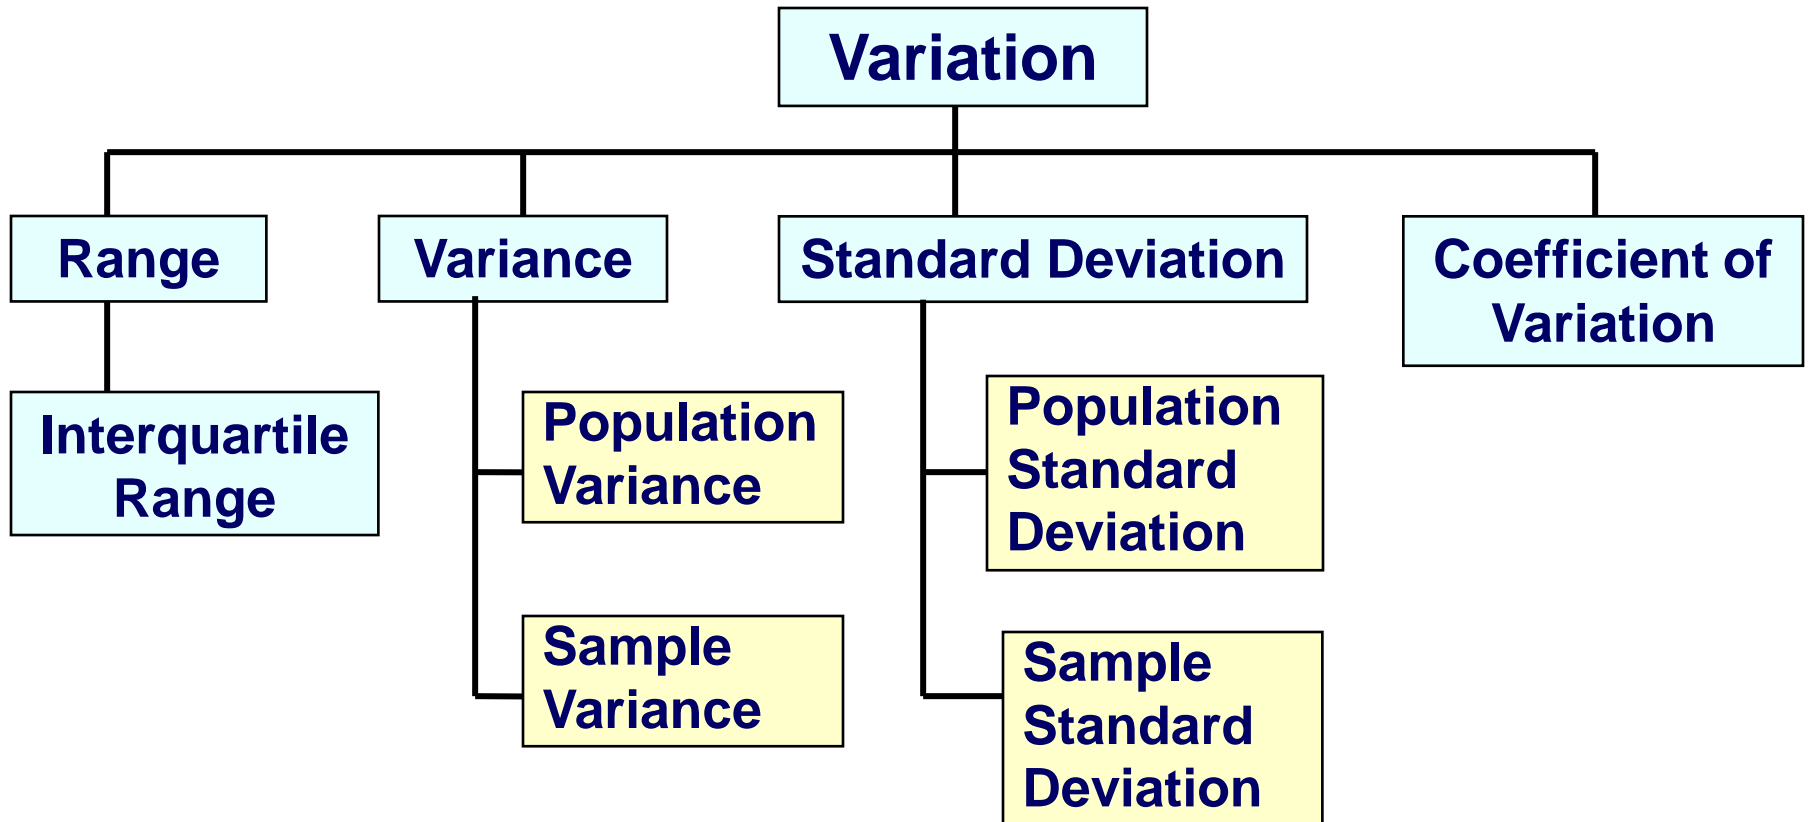 Variation
Range
Variance
Standard Deviation
Coefficient of
Variation
Interquartile
Range
Population
Variance
Population
Standard
Deviation
Sample
Variance
Sample
Standard
Deviation